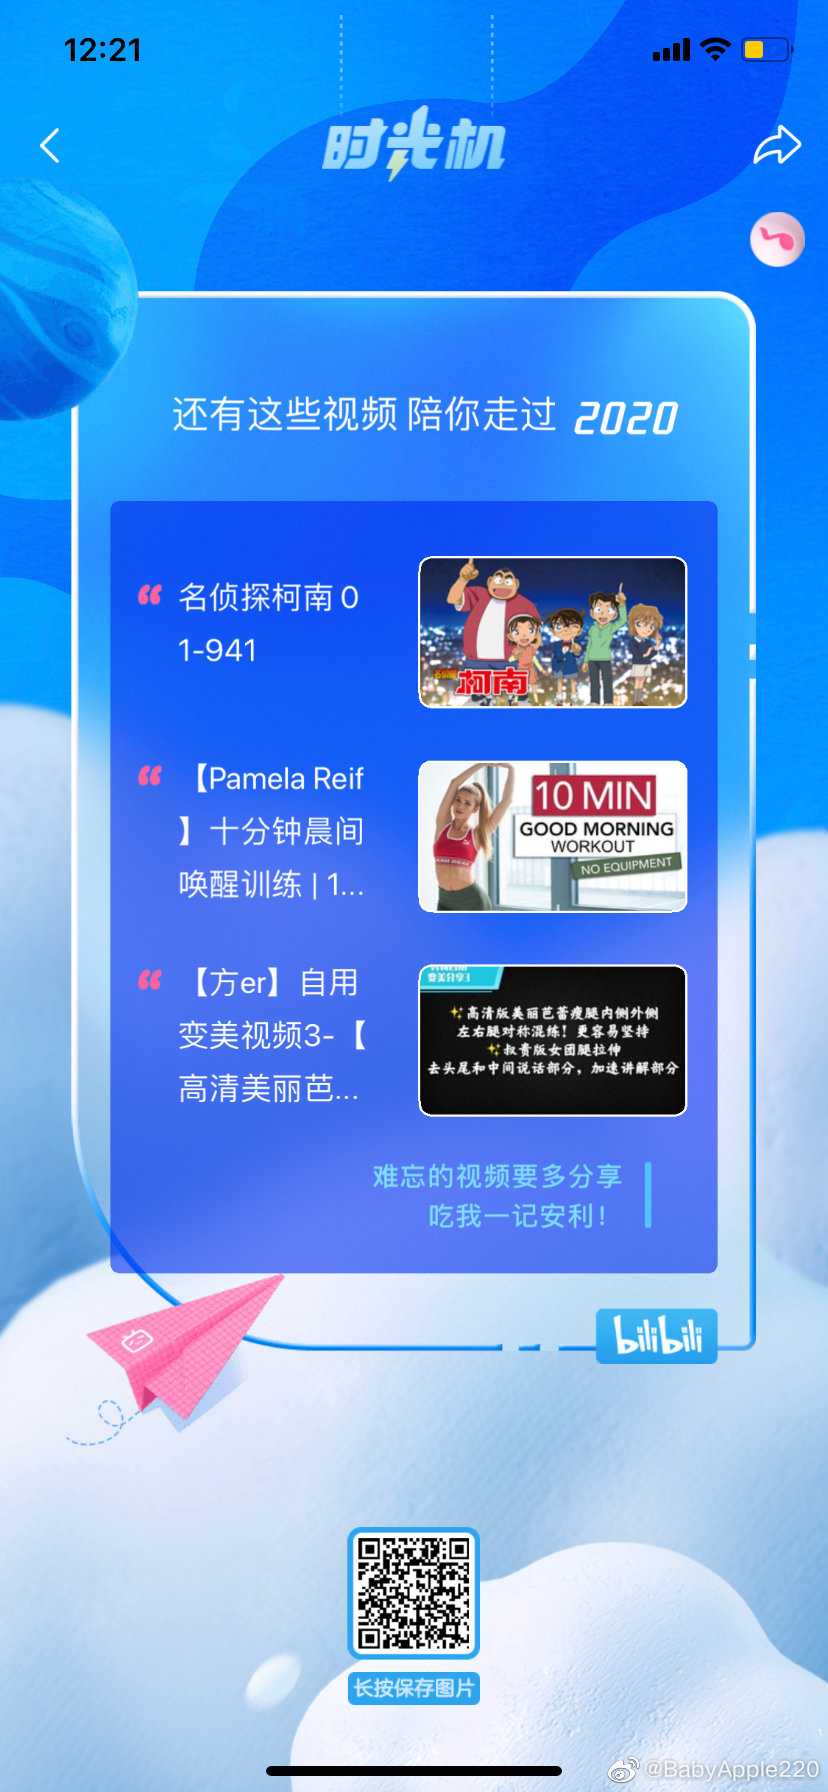 12:21
时光机
还有这些视频 陪你走过 2020
名侦探柯南 0
1-941
柯南
【Pamela Reif
】十分钟晨间
唤醒训练 | 1...
10 MIN
GOOD MORNING
WORKOUT
NO EQUIPMENT
【方er】自用
变美视频3-【
高清美丽芭...
变美分享3
✨高清版美丽芭蕾瘦腿内侧外侧
左右腿对称混练！更容易坚持
✨叔贵版女团腿拉伸
去头尾和中间说话部分，加速讲解部分
难忘的视频要多分享
吃我一记安利！
bilibili
长按保存图片
@BabyApple220